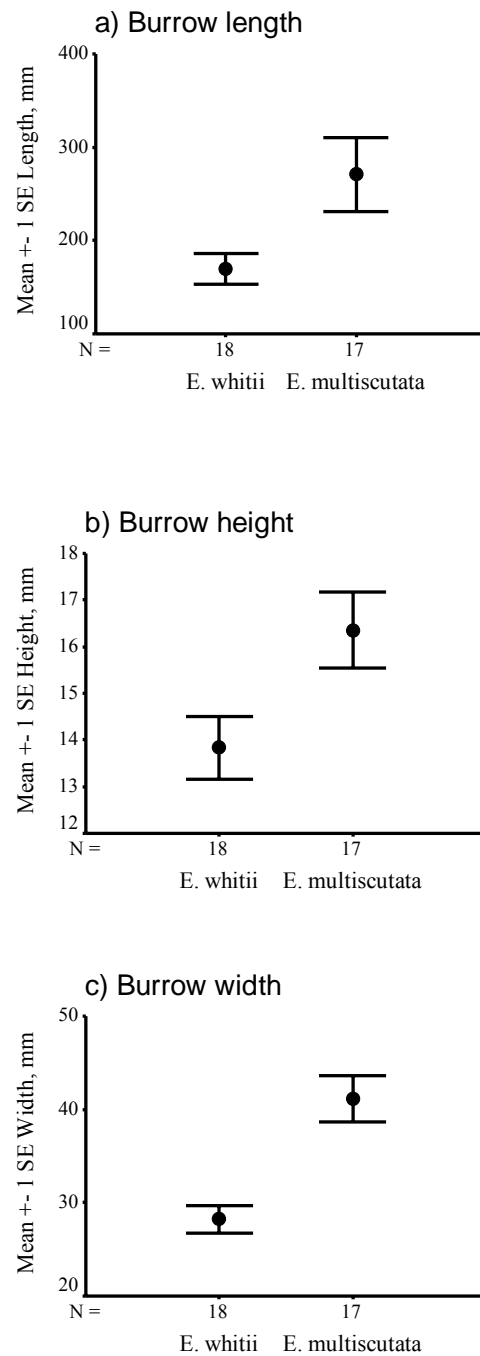 a) Burrow length
Mean +- 1 SE Length, mm
400
300
200
100
N =
18
17
E. whitii
E. multiscutata
b) Burrow height
Mean +- 1 SE Height, mm
18
17
16
15
14
13
12
N =
18
17
E. whitii
E. multiscutata
c) Burrow width
Mean +- 1 SE Width, mm
50
40
30
20
N =
18
17
E. whitii
E. multiscutata